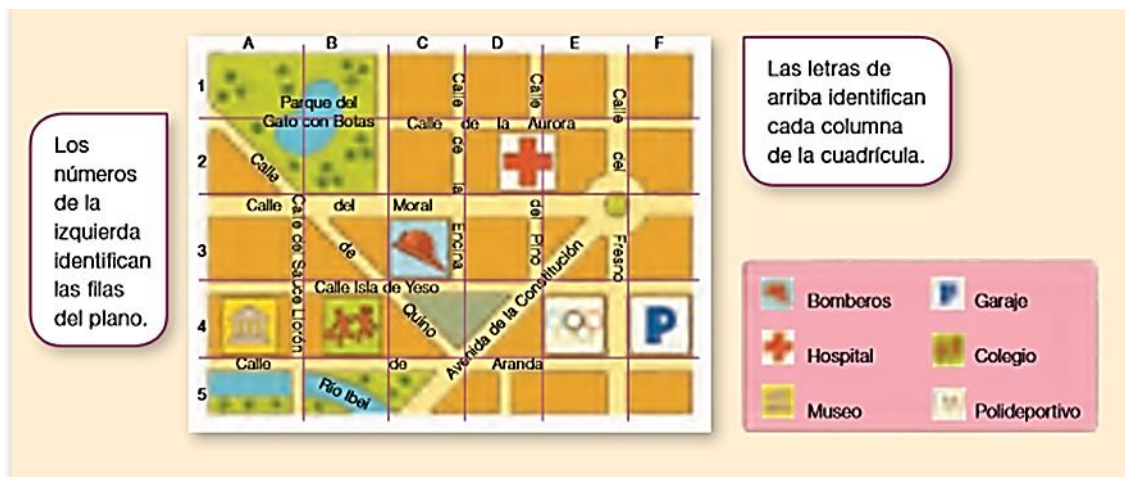 Los
números
de la
izquierda
identifican
las filas
del plano.
A B C D E F
1
2
3
4
5
Parque del
Gato con Botas
Calle de la Aurora
Calle del Moral
Calle Isla de Yeso
Calle de Aranda
Calle de Quino
Calle de Sauce Llorón
Calle de la Encina
Calle del Pino
Calle del Fresno
Avenida de la Constitución
Río Ibei
P
Las letras de
arriba identifican
cada columna
de la cuadrícula.
Bomberos
P Garaje
Hospital
Colegio
Museo
Polideportivo